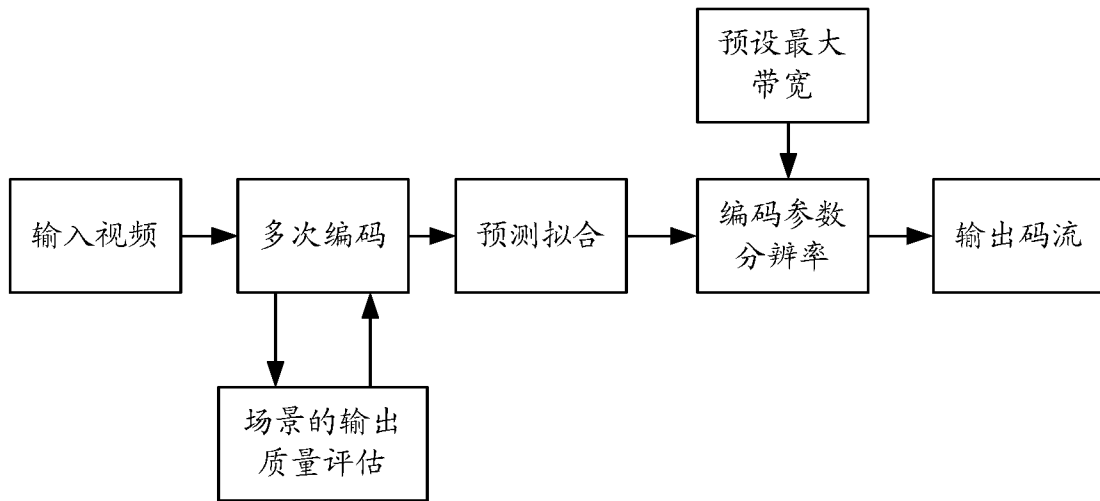 预设最大
带宽
输入视频
多次编码
预测拟合
编码参数
分辨率
输出码流
场景的输出
质量评估